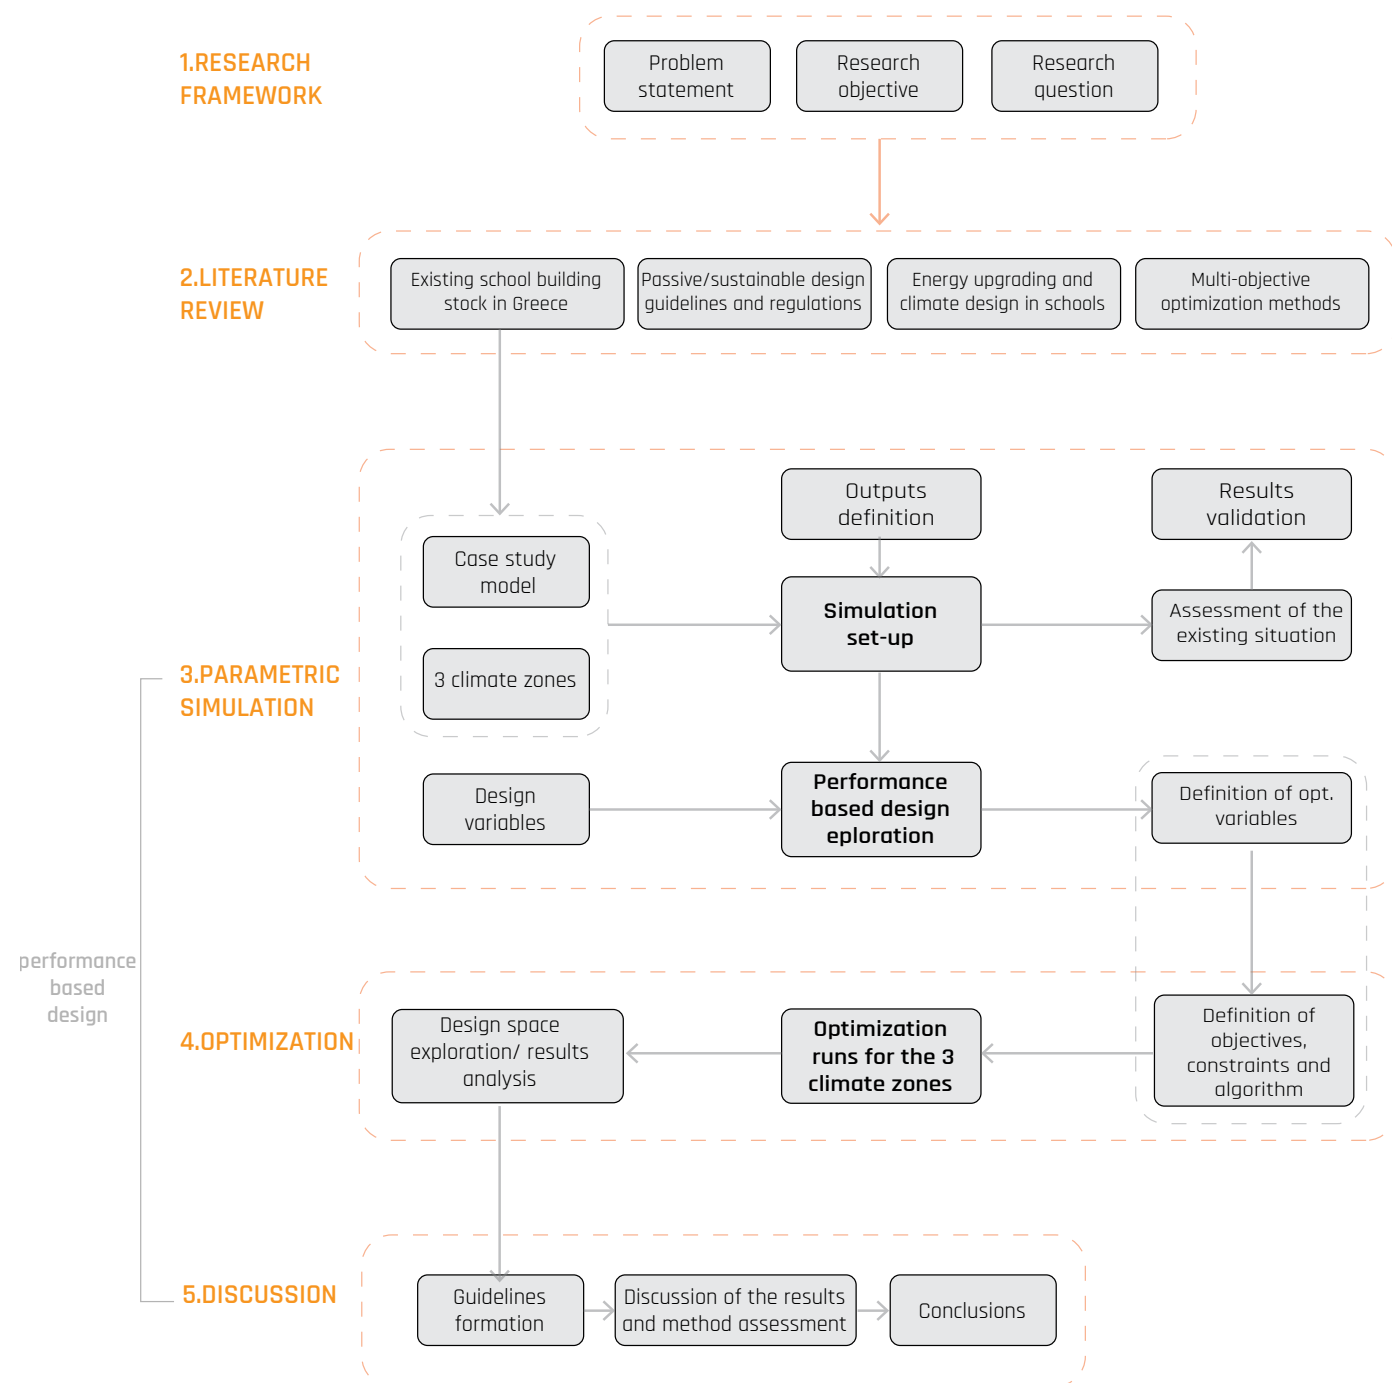 1.RESEARCH
FRAMEWORK
Problem
statement
Research
objective
Research
question
2.LITERATURE
REVIEW
Existing school building
stock in Greece
Passive/sustainable design
guidelines and regulations
Energy upgrading and
climate design in schools
Multi-objective
optimization methods
3.PARAMETRIC
SIMULATION
Case study
model
3 climate zones
Design
variables
Outputs
definition
Simulation
set-up
Performance
based design
eploration
Results
validation
Assessment of the
existing situation
Definition of opt.
variables
performance
based
design
4.OPTIMIZATION
Design space
exploration/ results
analysis
Optimization
runs for the 3
climate zones
Definition of
objectives,
constraints and
algorithm
5.DISCUSSION
Guidelines
formation
Discussion of the results
and method assessment
Conclusions